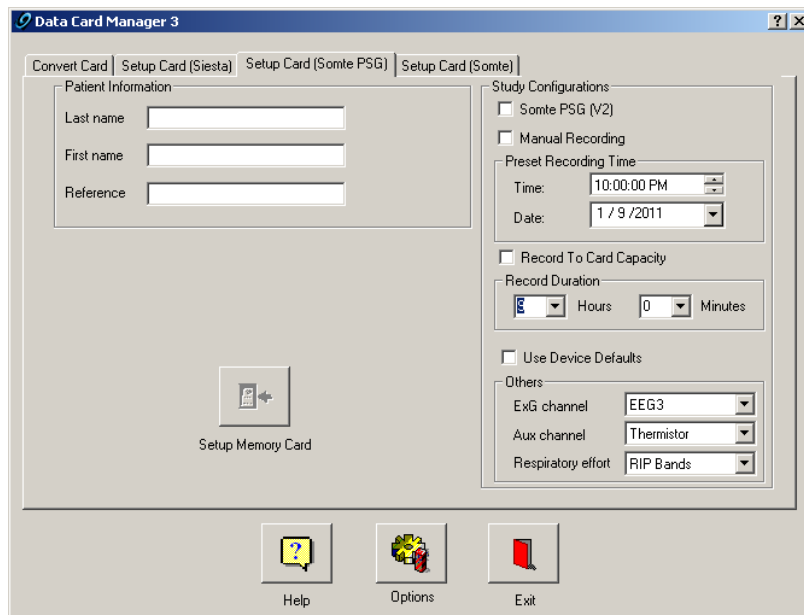 Data Card Manager 3
Convert Card Setup Card (Siesta) Setup Card (Somte PSG) Setup Card (Somte)
Patient Information
Last name
First name
Reference
Setup Memory Card
Study Configurations
Somte PSG (V2)
Manual Recording
Preset Recording Time
Time: 10:00:00 PM
Date: 1 / 9 /2011
Record To Card Capacity
Record Duration
9 Hours 0 Minutes
Use Device Defaults
Others
ExG channel EEG3
Aux channel Thermistor
Respiratory effort RIP Bands
Help Options Exit